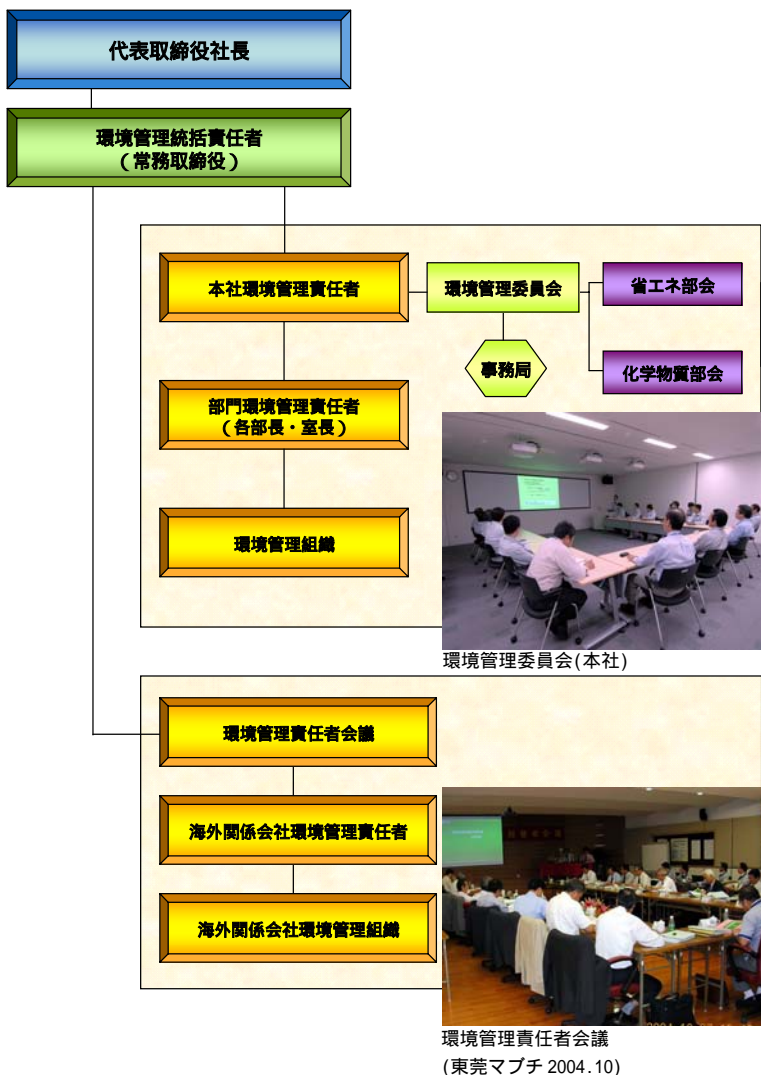 代表取締役社長
環境管理統括責任者
(常務取締役)
本社環境管理責任者
環境管理委員会
省エネ部会
事務局
化学物質部会
部門環境管理責任者
(各部長・室長)
環境管理組織
環境管理委員会(本社)
環境管理責任者会議
海外関係会社環境管理責任者
海外関係会社環境管理組織
環境管理責任者会議
(東莞マブチ 2004.10)